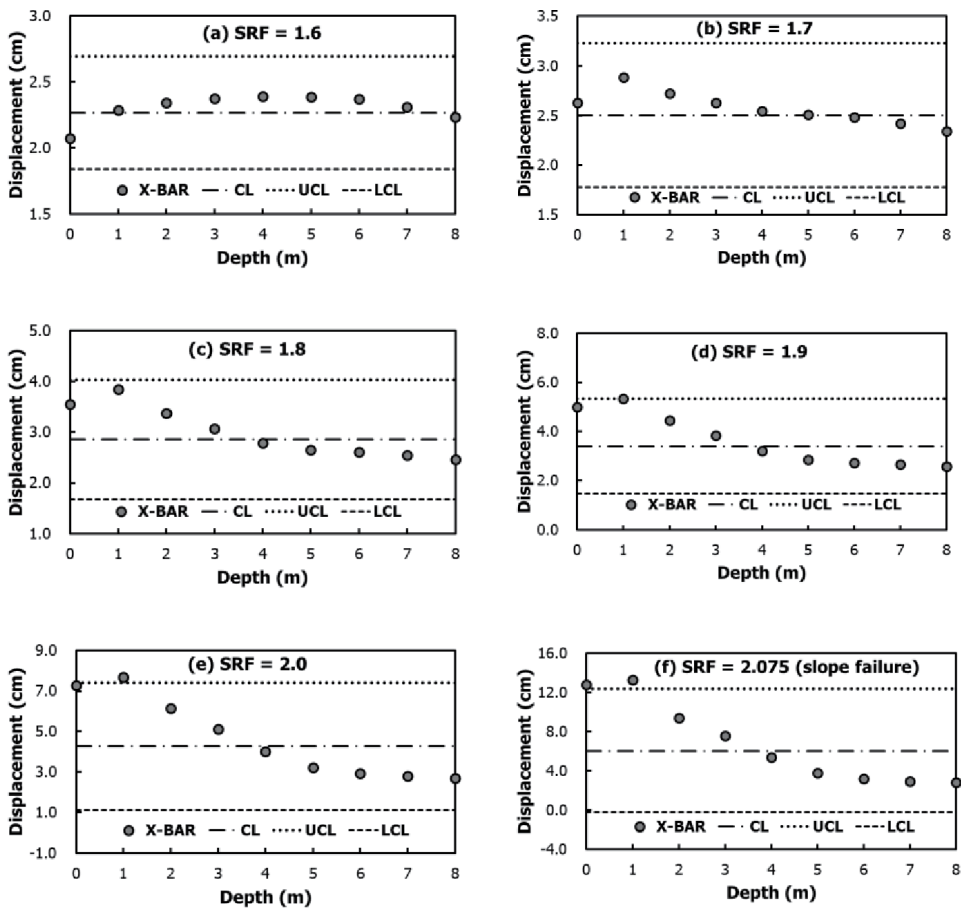 (a) SRF = 1.6
Displacement (cm)
3.0
2.5
2.0
1.5
X-BAR CL UCL LCL
0 1 2 3 4 5 6 7 8
Depth (m)
(b) SRF = 1.7
Displacement (cm)
3.5
3.0
2.5
2.0
1.5
X-BAR CL UCL LCL
0 1 2 3 4 5 6 7 8
Depth (m)
(c) SRF = 1.8
Displacement (cm)
5.0
4.0
3.0
2.0
1.0
X-BAR CL UCL LCL
0 1 2 3 4 5 6 7 8
Depth (m)
(d) SRF = 1.9
Displacement (cm)
8.0
6.0
4.0
2.0
0.0
X-BAR CL UCL LCL
0 1 2 3 4 5 6 7 8
Depth (m)
(e) SRF = 2.0
Displacement (cm)
9.0
7.0
5.0
3.0
1.0
-1.0
X-BAR CL UCL LCL
0 1 2 3 4 5 6 7 8
Depth (m)
(f) SRF = 2.075 (slope failure)
Displacement (cm)
16.0
12.0
8.0
4.0
0.0
-4.0
X-BAR CL UCL LCL
0 1 2 3 4 5 6 7 8
Depth (m)